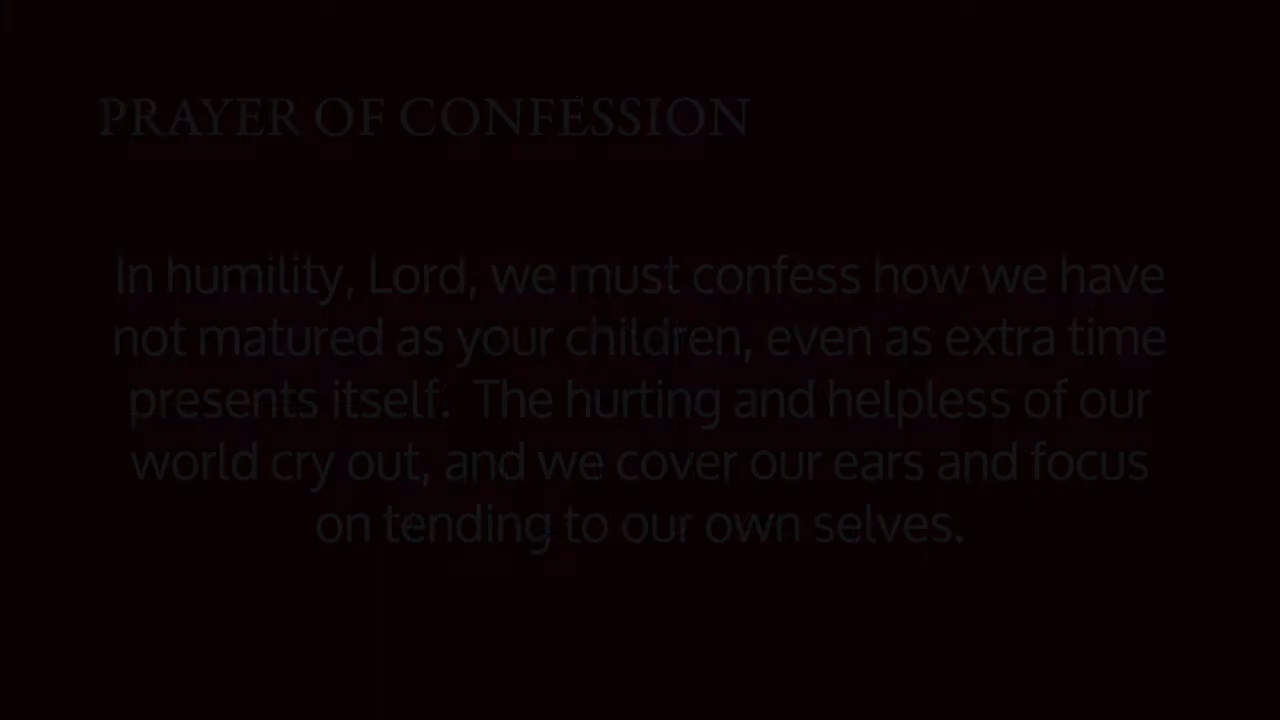 PRAYER OF CONFESSION
In humility, Lord, we must confess how we have
not matured as your children, even as extra time
presents itself.  The hurting and helpless of our
world cry out, and we cover our ears and focus
on tending to our own selves.